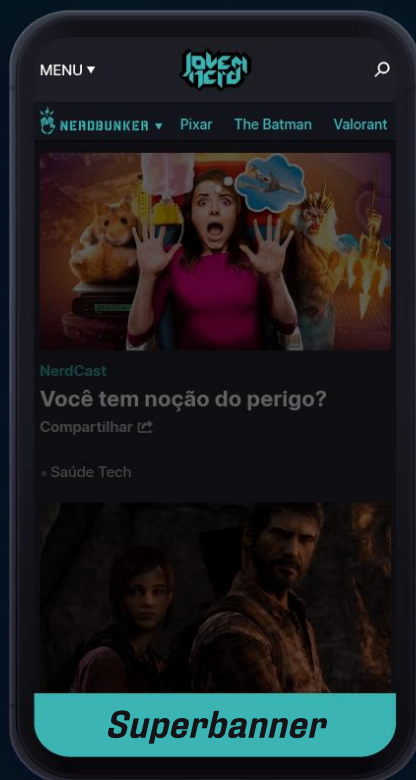 MENU ▾
JOVEM
NERD
NERDBUNKER ▾ Pixar The Batman Valorant
NerdCast
Você tem noção do perigo?
Compartilhar
• Saúde Tech
Superbanner